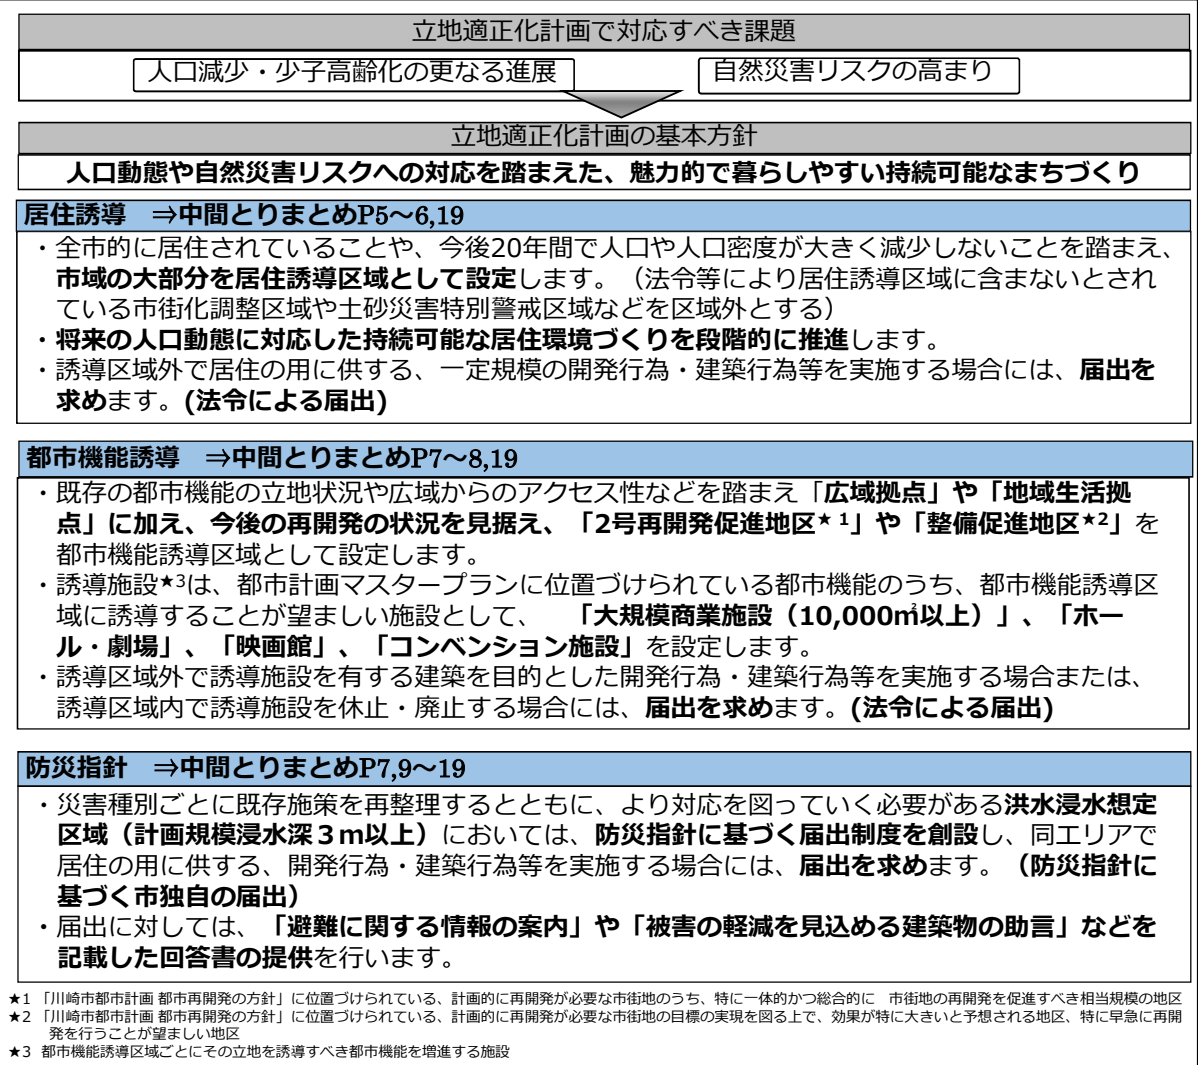 立地適正化計画で対応すべき課題
人口減少・少子高齢化の更なる進展
自然災害リスクの高まり
立地適正化計画の基本方針
人口動態や自然災害リスクへの対応を踏まえた、魅力的で暮らしやすい持続可能なまちづくり
居住誘導　⇒中間とりまとめP5～6,19
・全市的に居住されていることや、今後20年間で人口や人口密度が大きく減少しないことを踏まえ、
市域の大部分を居住誘導区域として設定します。（法令等により居住誘導区域に含まないとされ
ている市街化調整区域や土砂災害特別警戒区域などを区域外とする）
・将来の人口動態に対応した持続可能な居住環境づくりを段階的に推進します。
・誘導区域外で居住の用に供する、一定規模の開発行為・建築行為等を実施する場合には、届出を
求めます。(法令による届出)
都市機能誘導　⇒中間とりまとめP7～8,19
・既存の都市機能の立地状況や広域からのアクセス性などを踏まえ「広域拠点」や「地域生活拠
点」に加え、今後の再開発の状況を見据え、「2号再開発促進地区★1」や「整備促進地区★2」を
都市機能誘導区域として設定します。
・誘導施設★3は、都市計画マスタープランに位置づけられている都市機能のうち、都市機能誘導区
域に誘導することが望ましい施設として、　「大規模商業施設（10,000㎡以上）」、「ホー
ル・劇場」、「映画館」、「コンベンション施設」を設定します。
・誘導区域外で誘導施設を有する建築を目的とした開発行為・建築行為等を実施する場合または、
誘導区域内で誘導施設を休止・廃止する場合には、届出を求めます。(法令による届出)
防災指針　⇒中間とりまとめP7,9～19
・災害種別ごとに既存施策を再整理するとともに、より対応を図っていく必要がある洪水浸水想定
区域（計画規模浸水深３ｍ以上）においては、防災指針に基づく届出制度を創設し、同エリアで
居住の用に供する、開発行為・建築行為等を実施する場合には、届出を求めます。（防災指針に
基づく市独自の届出）
・届出に対しては、「避難に関する情報の案内」や「被害の軽減を見込める建築物の助言」などを
記載した回答書の提供を行います。
★1 「川崎市都市計画 都市再開発の方針」に位置づけられている、計画的に再開発が必要な市街地のうち、特に一体的かつ総合的に　市街地の再開発を促進すべき相当規模の地区
★2 「川崎市都市計画 都市再開発の方針」に位置づけられている、計画的に再開発が必要な市街地の目標の実現を図る上で、効果が特に大きいと予想される地区、特に早急に再開
発を行うことが望ましい地区
★3 都市機能誘導区域ごとにその立地を誘導すべき都市機能を増進する施設